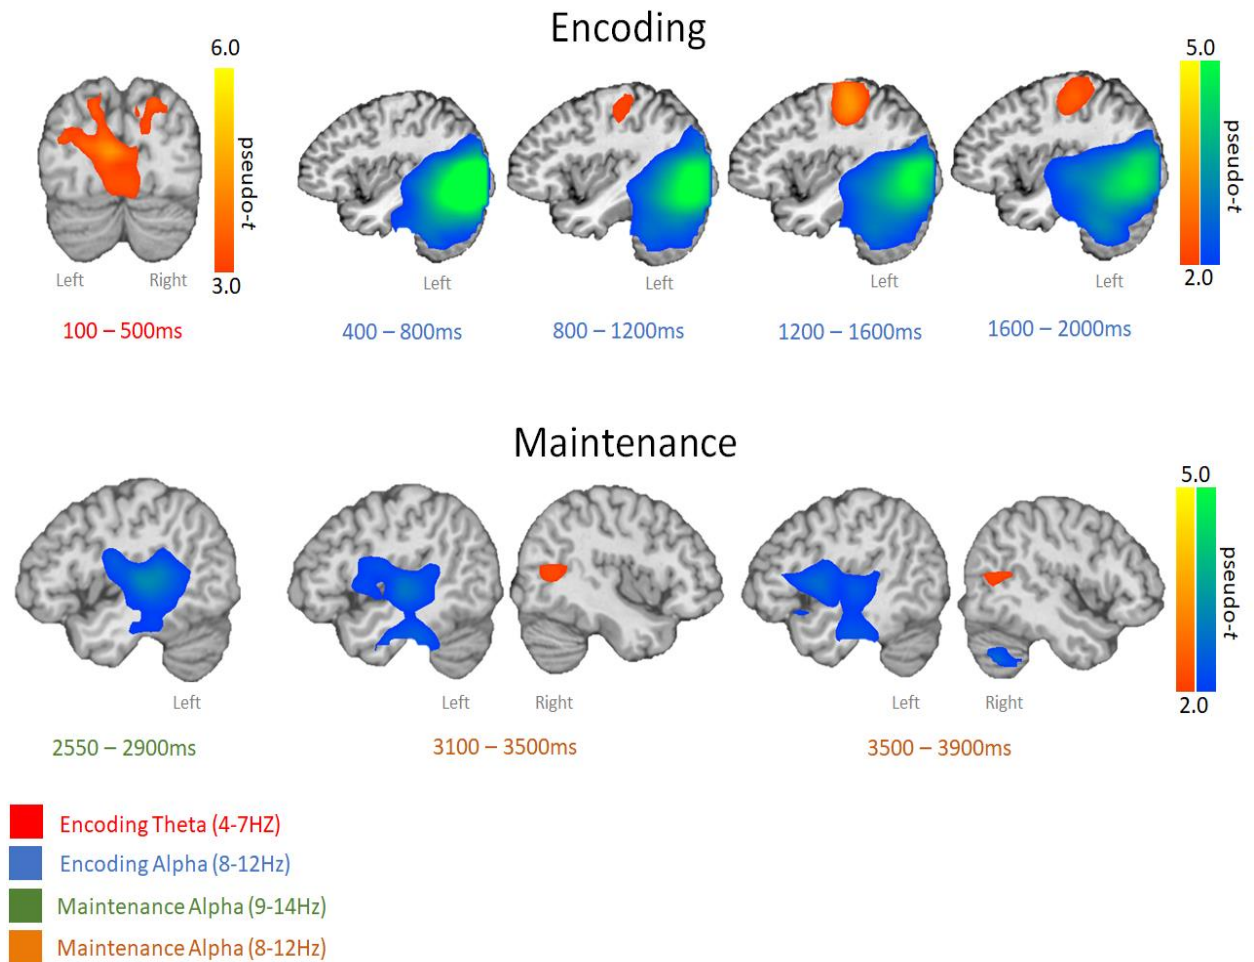 Encoding
6.0
pseudo-t
3.0
Left
Right
100 – 500ms
Left
400 – 800ms
Left
800 – 1200ms
Left
1200 – 1600ms
Left
1600 – 2000ms
5.0
pseudo-t
2.0
Maintenance
Left
2550 – 2900ms
Left
Right
3100 – 3500ms
Left
Right
3500 – 3900ms
5.0
pseudo-t
2.0
Encoding Theta (4-7HZ)
Encoding Alpha (8-12Hz)
Maintenance Alpha (9-14Hz)
Maintenance Alpha (8-12Hz)